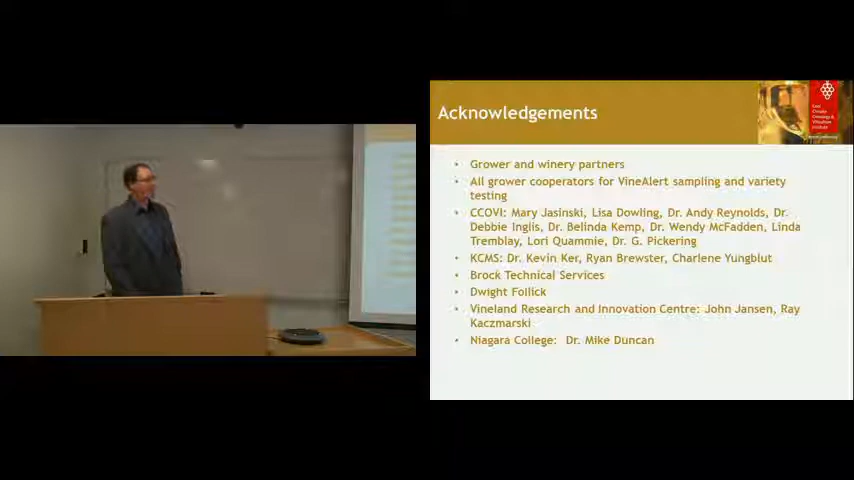 Acknowledgements
Grower and winery partners
All grower cooperators for VineAlert sampling and variety
testing
CCOVI: Mary Jasinski, Lisa Dowling, Dr. Andy Reynolds, Dr.
Debbie Inglis, Dr. Belinda Kemp, Dr. Wendy McFadden, Linda
Tremblay, Lori Quammie, Dr. G. Pickering
KCMS: Dr. Kevin Ker, Ryan Brewster, Charlene Yungblut
Brock Technical Services
Dwight Follick
Vineland Research and Innovation Centre: John Jansen, Ray
Kaczmarski
Niagara College: Dr. Mike Duncan